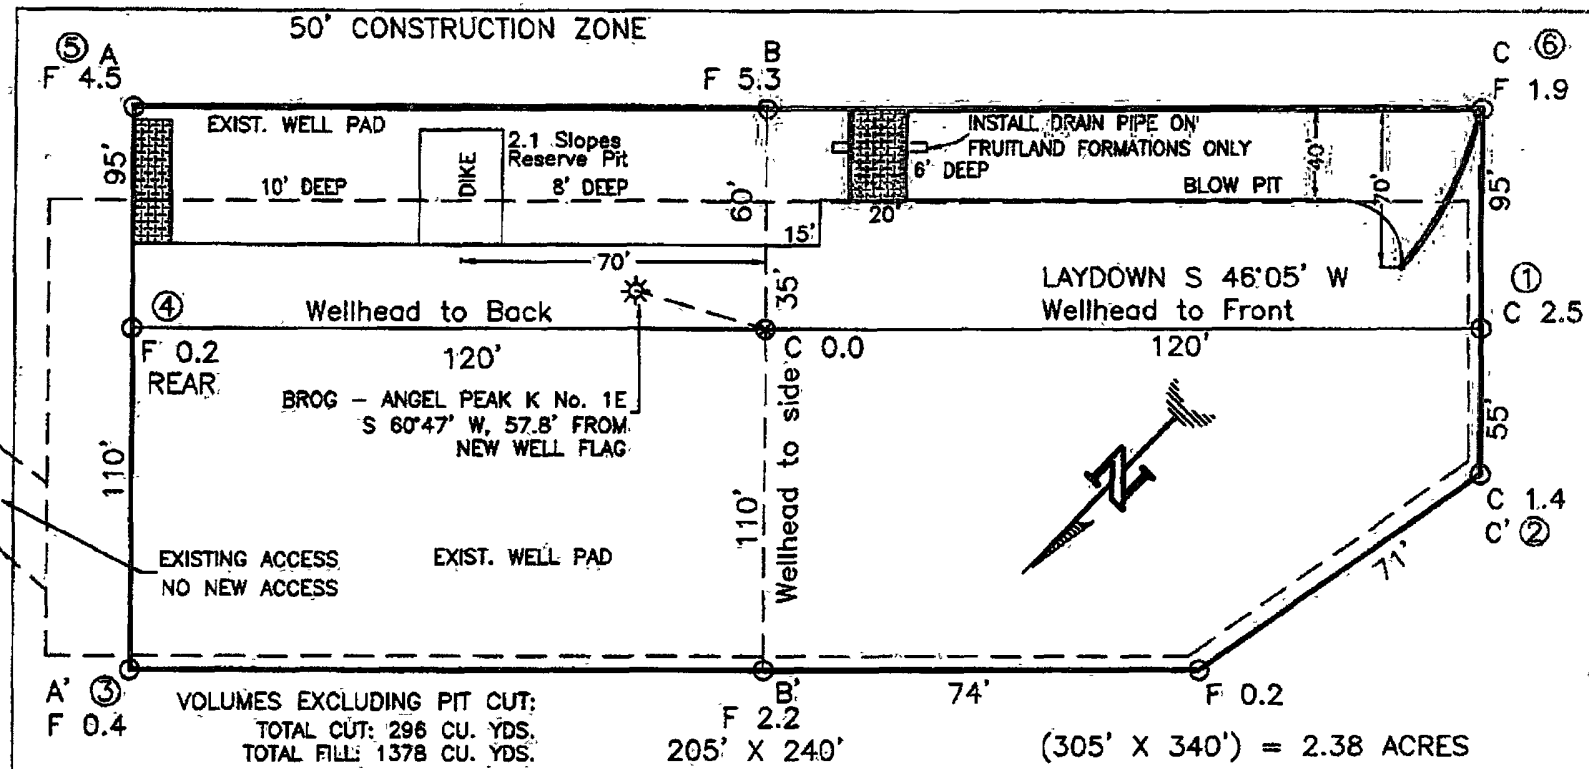 50' CONSTRUCTION ZONE
⑤ A
F 4.5
B
F 5.3
C ⑥
F 1.9
EXIST. WELL PAD
95'
10' DEEP
DIKE
2.1 Slopes
Reserve Pit
8' DEEP
60'
INSTALL DRAIN PIPE ON
FRUITLAND FORMATIONS ONLY
6' DEEP
BLOW PIT
40'
70'
95'
20'
15'
70'
35'
④
Wellhead to Back
F 0.2
REAR
120'
C 0.0
LAYDOWN S 46°05' W
Wellhead to Front
120'
①
C 2.5
BROG - ANGEL PEAK K No. 1E
S 60°47' W, 57.8' FROM
NEW WELL FLAG
110'
110'
Wellhead to side
N
55'
C 1.4
C' ②
71'
EXISTING ACCESS
NO NEW ACCESS
EXIST. WELL PAD
A' ③
F 0.4
VOLUMES EXCLUDING PIT CUT:
TOTAL CUT: 296 CU. YDS.
TOTAL FILL: 1378 CU. YDS.
B'
F 2.2
74'
F 0.2
205' X 240'
(305' X 340') = 2.38 ACRES